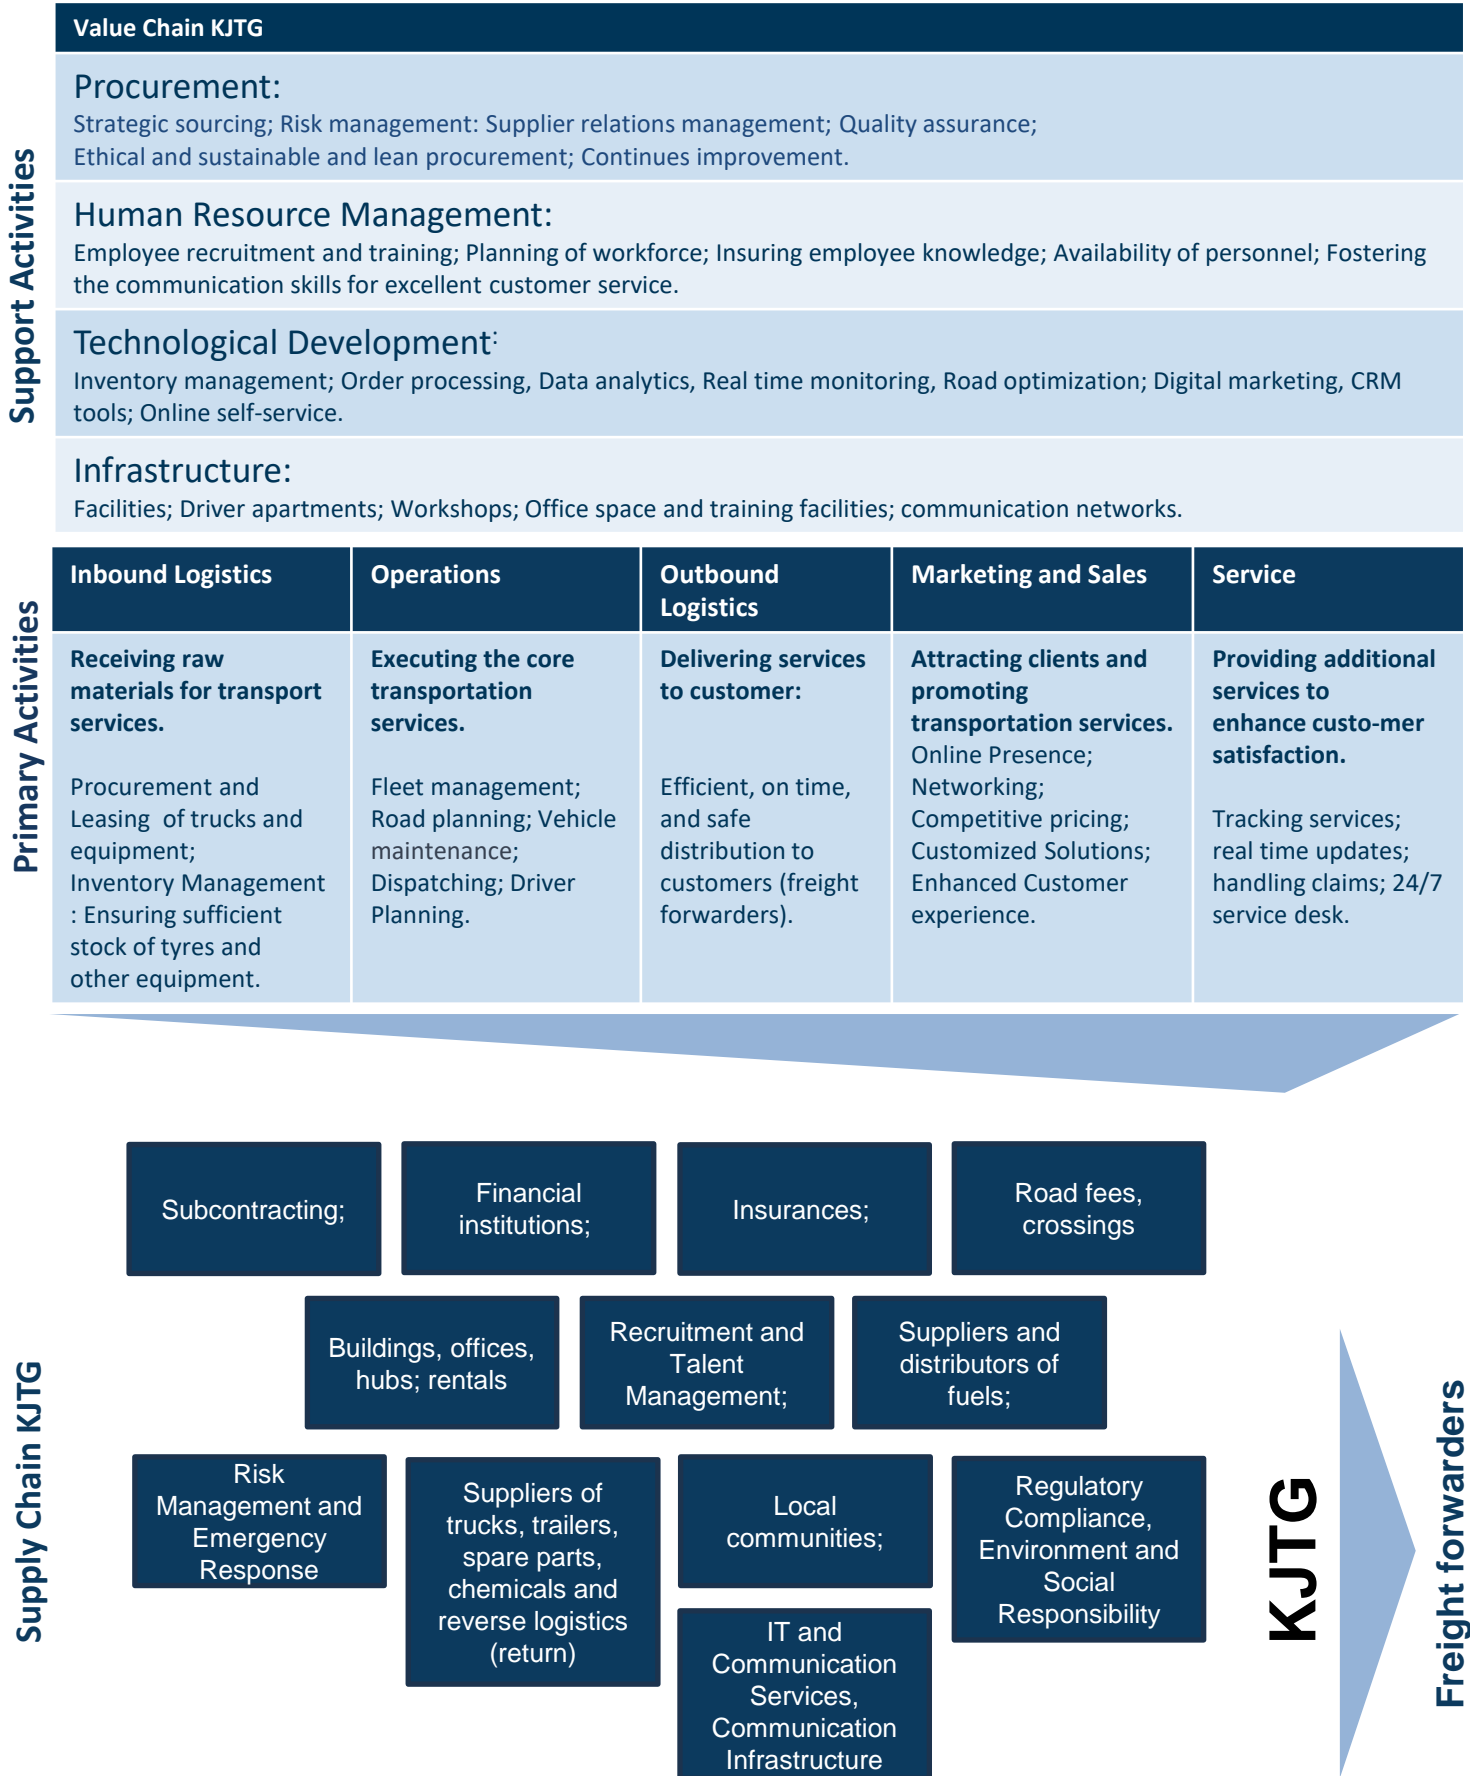 Value Chain KJTG
Support Activities
Procurement:
Strategic sourcing; Risk management: Supplier relations management; Quality assurance;
Ethical and sustainable and lean procurement; Continues improvement.
Human Resource Management:
Employee recruitment and training; Planning of workforce; Insuring employee knowledge; Availability of personnel; Fostering
the communication skills for excellent customer service.
Technological Development:
Inventory management; Order processing, Data analytics, Real time monitoring, Road optimization; Digital marketing, CRM
tools; Online self-service.
Infrastructure:
Facilities; Driver apartments; Workshops; Office space and training facilities; communication networks.
Primary Activities
Inbound Logistics
Receiving raw
materials for transport
services.
Procurement and
Leasing of trucks and
equipment;
Inventory Management
: Ensuring sufficient
stock of tyres and
other equipment.
Operations
Executing the core
transportation
services.
Fleet management;
Road planning; Vehicle
maintenance;
Dispatching; Driver
Planning.
Outbound
Logistics
Delivering services
to customer:
Efficient, on time,
and safe
distribution to
customers (freight
forwarders).
Marketing and Sales
Attracting clients and
promoting
transportation services.
Online Presence;
Networking;
Competitive pricing;
Customized Solutions;
Enhanced Customer
experience.
Service
Providing additional
services to
enhance custo-mer
satisfaction.
Tracking services;
real time updates;
handling claims; 24/7
service desk.
Supply Chain KJTG
Subcontracting;
Financial
institutions;
Insurances;
Road fees,
crossings
Buildings, offices,
hubs; rentals
Recruitment and
Talent
Management;
Suppliers and
distributors of
fuels;
Risk
Management and
Emergency
Response
Suppliers of
trucks, trailers,
spare parts,
chemicals and
reverse logistics
(return)
Local
communities;
Regulatory
Compliance,
Environment and
Social
Responsibility
IT and
Communication
Services,
Communication
Infrastructure
KJTG
Freight forwarders